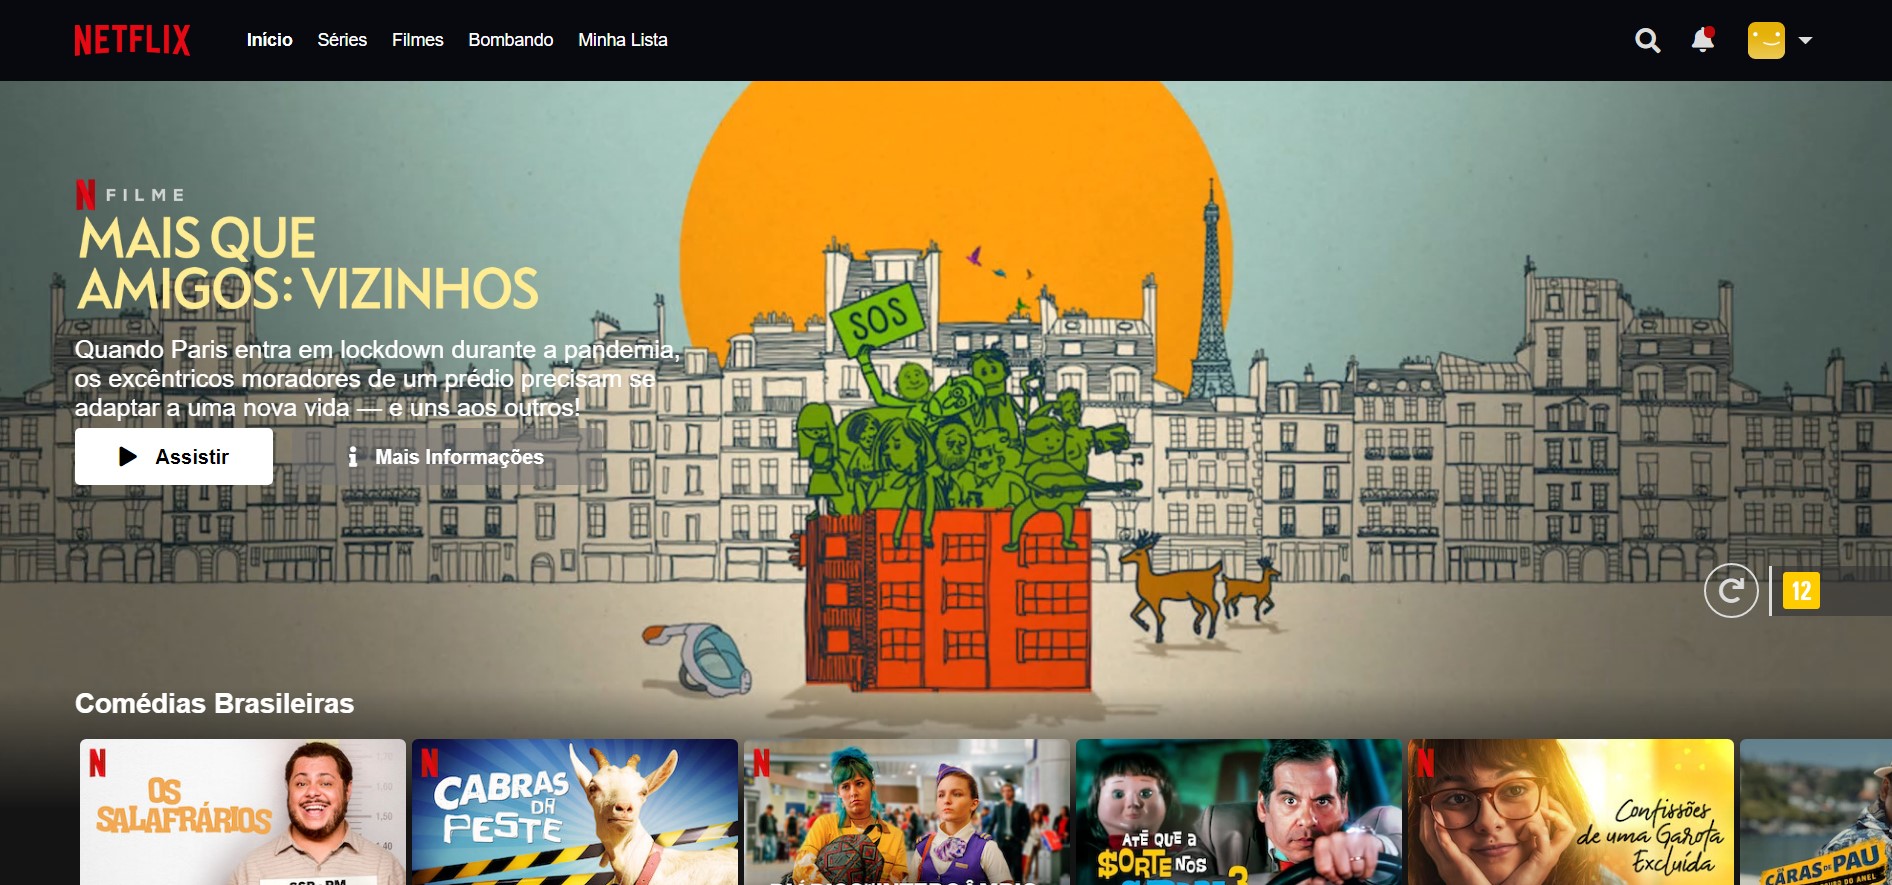 NETFLIX
Início
Séries
Filmes
Bombando
Minha Lista
N FILME
MAIS QUE
AMIGOS: VIZINHOS
SOS
Quando Paris entra em lockdown durante a pandemia,
os excêntricos moradores de um prédio precisam se
adaptar a uma nova vida — e uns aos outros!
Assistir
Mais Informações
12
Comédias Brasileiras
N
OS
SALAFRÁRIOS
1,50
N
CABRAS
DA
PESTE
N
ATÉ QUE a
$ORTE NOS
3
N
Confissões
de uma Garota
Excluída
CARAS DE PAU